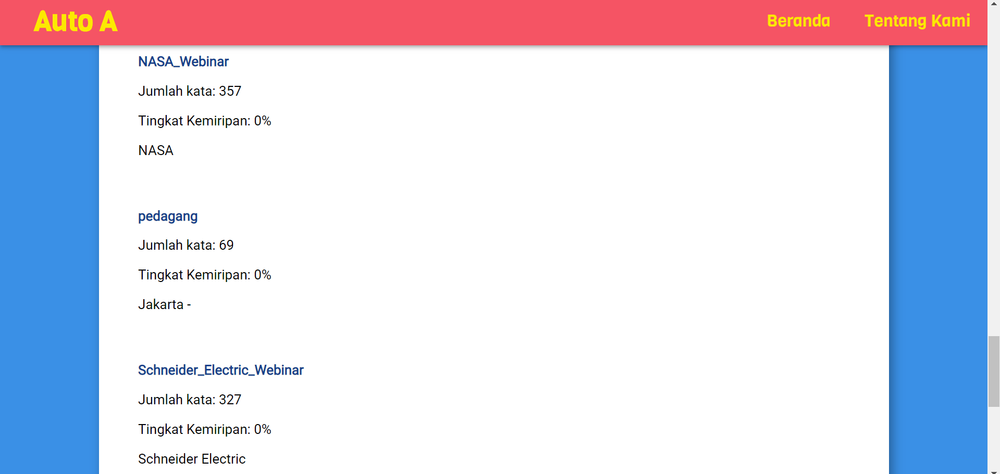 Auto A
Beranda Tentang Kami
NASA_Webinar
Jumlah kata: 357
Tingkat Kemiripan: 0%
NASA
pedagang
Jumlah kata: 69
Tingkat Kemiripan: 0%
Jakarta -
Schneider_Electric_Webinar
Jumlah kata: 327
Tingkat Kemiripan: 0%
Schneider Electric